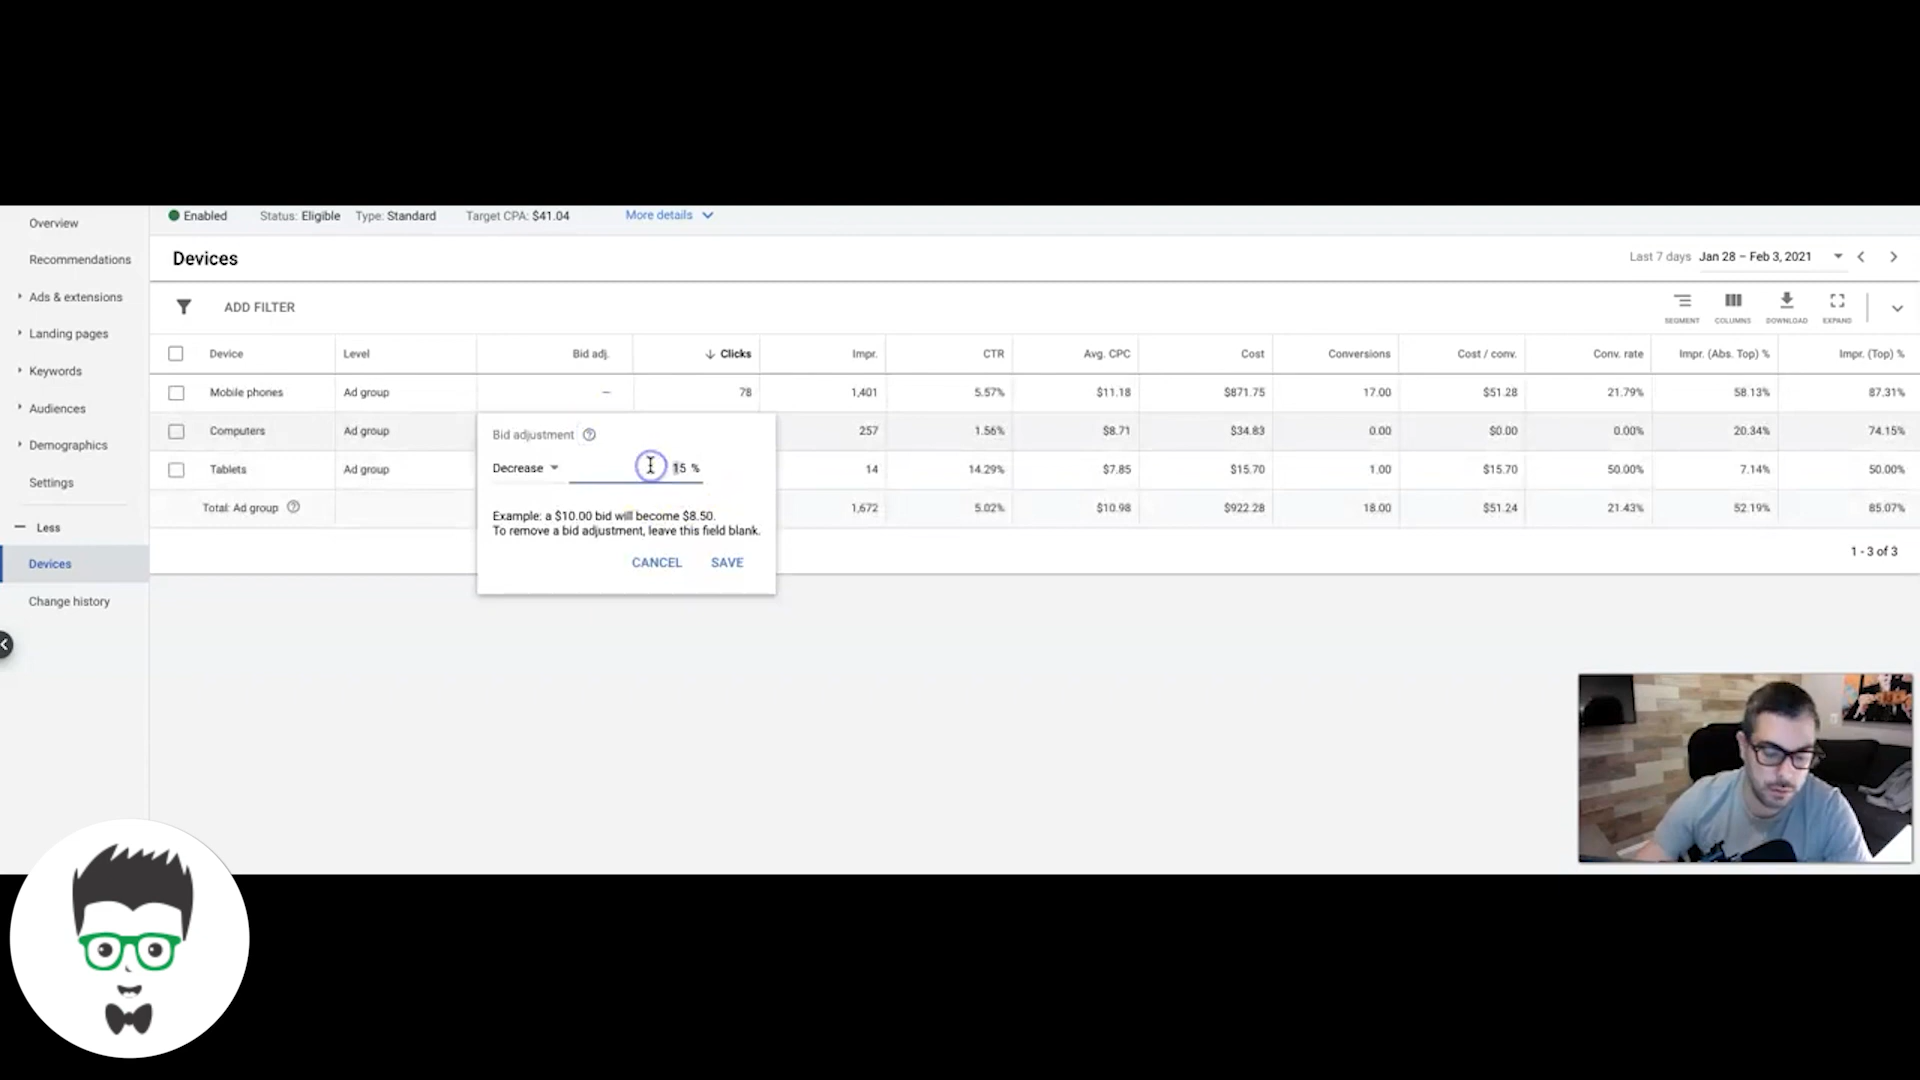 Enabled Status: Eligible Type: Standard Target CPA: $41.04 More details
Overview
Recommendations
Ads & extensions
Landing pages
Keywords
Audiences
Demographics
Settings
Less
Devices
Change history
Devices Last 7 days Jan 28 – Feb 3, 2021
ADD FILTER SEGMENT COLUMNS DOWNLOAD EXPAND
Device Level Bid adj. Clicks Impr. CTR Avg. CPC Cost Conversions Cost / conv. Conv. rate Impr. (Abs. Top) % Impr. (Top) %
Mobile phones Ad group — 78 1,401 5.57% $11.18 $871.75 17.00 $51.28 21.79% 58.13% 87.31%
Computers Ad group 257 1.56% $8.71 $34.83 0.00 $0.00 0.00% 20.34% 74.15%
Tablets Ad group 14 14.29% $7.85 $15.70 1.00 $15.70 50.00% 7.14% 50.00%
Total: Ad group 1,672 5.02% $10.98 $922.28 18.00 $51.24 21.43% 52.19% 85.07%
1 - 3 of 3
Bid adjustment
Decrease 15 %
Example: a $10.00 bid will become $8.50.
To remove a bid adjustment, leave this field blank.
CANCEL SAVE